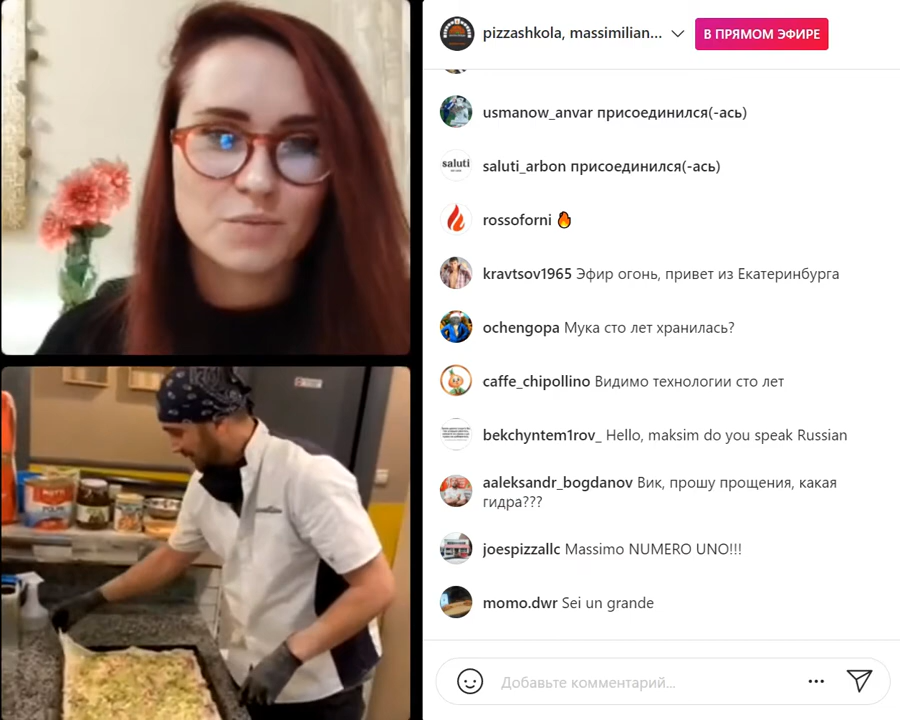 pizzashkola, massimilian...
В ПРЯМОМ ЭФИРЕ
usmanow_anvar присоединился(-ась)
saluti
saluti_arbon присоединился(-ась)
rossoforni 🔥
kravtsov1965 Эфир огонь, привет из Екатеринбурга
ochengopa Мука сто лет хранилась?
caffe_chipollino Видимо технологии сто лет
bekchyntem1rov_ Hello, maksim do you speak Russian
aaleksandr_bogdanov Вик, прошу прощения, какая
гидра???
joespizzallc Massimo NUMERO UNO!!!
momo.dwr Sei un grande
Добавьте комментарий...